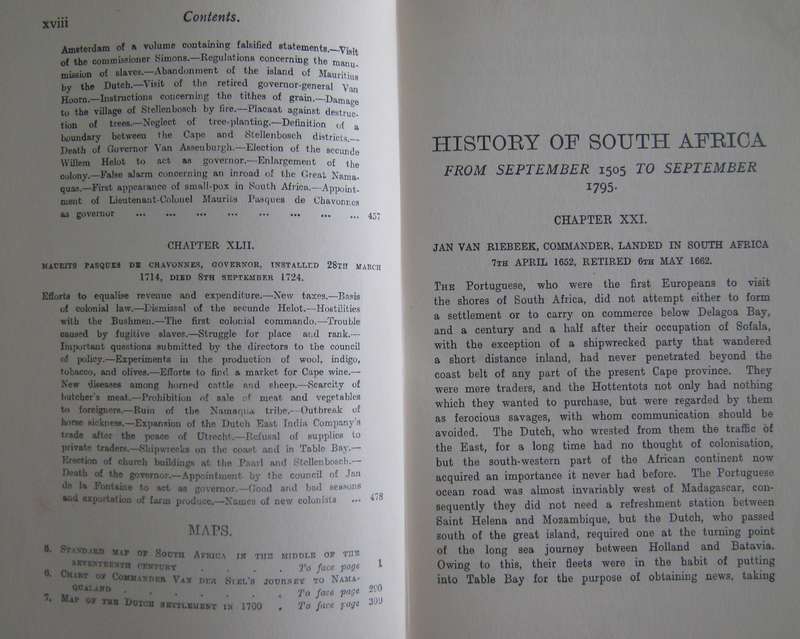 xviii
Contents.
Amsterdam of a volume containing falsified statements.—Visit
of the commissioner Simons.—Regulations concerning the manu-
mission of slaves.—Abandonment of the island of Mauritius
by the Dutch.—Visit of the retired governor-general Van
Hoorn.—Instructions concerning the tithes of grain.—Damage
to the village of Stellenbosch by fire.—Placaat against destruc-
tion of trees.—Neglect of tree-planting.—Definition of a
boundary between the Cape and Stellenbosch districts.—
Death of Governor Van Assenburgh.—Election of the secunde
Willem Helot to act as governor.—Enlargement of the
colony.—False alarm concerning an inroad of the Great Nama-
quas.—First appearance of small-pox in South Africa.—Appoint-
ment of Lieutenant-Colonel Maurits Pasques de Chavonnes
as governor ... ... ... ... ... ... ... ... 457
CHAPTER XLII.
MAURITS PASQUES DE CHAVONNES, GOVERNOR, INSTALLED 28TH MARCH
1714, DIED 8TH SEPTEMBER 1724.
Efforts to equalise revenue and expenditure.—New taxes.—Basis
of colonial law.—Dismissal of the secunde Helot.—Hostilities
with the Bushmen.—The first colonial commando.—Trouble
caused by fugitive slaves.—Struggle for place and rank.—
Important questions submitted by the directors to the council
of policy.—Experiments in the production of wool, indigo,
tobacco, and olives.—Efforts to find a market for Cape wine.—
New diseases among horned cattle and sheep.—Scarcity of
butcher's meat.—Prohibition of sale of meat and vegetables
to foreigners.—Ruin of the Namaqua tribe.—Outbreak of
horse sickness.—Expansion of the Dutch East India Company's
trade after the peace of Utrecht.—Refusal of supplies to
private traders.—Shipwrecks on the coast and in Table Bay.—
Erection of church buildings at the Paarl and Stellenbosch.—
Death of the governor.—Appointment by the council of Jan
de la Fontaine to act as governor.—Good and bad seasons
and exportation of farm produce.—Names of new colonists ... 478
MAPS.
5. STANDARD MAP OF SOUTH AFRICA IN THE MIDDLE OF THE
SEVENTEENTH CENTURY . . . . To face page 1
6. CHART OF COMMANDER VAN DER STEL'S JOURNEY TO NAMA-
QUALAND . . . . . . To face page 290
7. MAP OF THE DUTCH SETTLEMENT IN 1700 . To face page 399
HISTORY OF SOUTH AFRICA
FROM SEPTEMBER 1505 TO SEPTEMBER
1795.
CHAPTER XXI.
JAN VAN RIEBEEK, COMMANDER, LANDED IN SOUTH AFRICA
7TH APRIL 1652, RETIRED 6TH MAY 1662.
THE Portuguese, who were the first Europeans to visit
the shores of South Africa, did not attempt either to form
a settlement or to carry on commerce below Delagoa Bay,
and a century and a half after their occupation of Sofala,
with the exception of a shipwrecked party that wandered
a short distance inland, had never penetrated beyond the
coast belt of any part of the present Cape province. They
were mere traders, and the Hottentots not only had nothing
which they wanted to purchase, but were regarded by them
as ferocious savages, with whom communication should be
avoided. The Dutch, who wrested from them the traffic of
the East, for a long time had no thought of colonisation,
but the south-western part of the African continent now
acquired an importance it never had before. The Portuguese
ocean road was almost invariably west of Madagascar, con-
sequently they did not need a refreshment station between
Saint Helena and Mozambique, but the Dutch, who passed
south of the great island, required one at the turning point
of the long sea journey between Holland and Batavia.
Owing to this, their fleets were in the habit of putting
into Table Bay for the purpose of obtaining news, taking